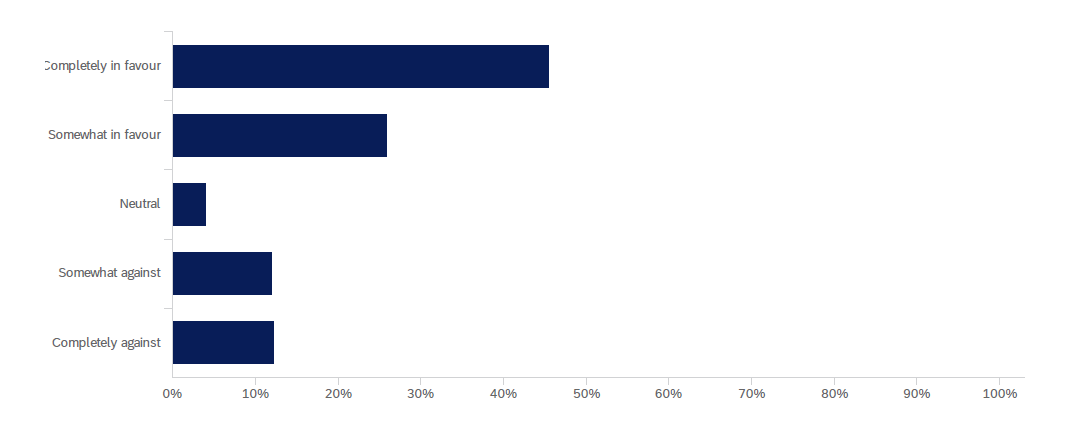 Completely in favour
Somewhat in favour
Neutral
Somewhat against
Completely against
0% 10% 20% 30% 40% 50% 60% 70% 80% 90% 100%